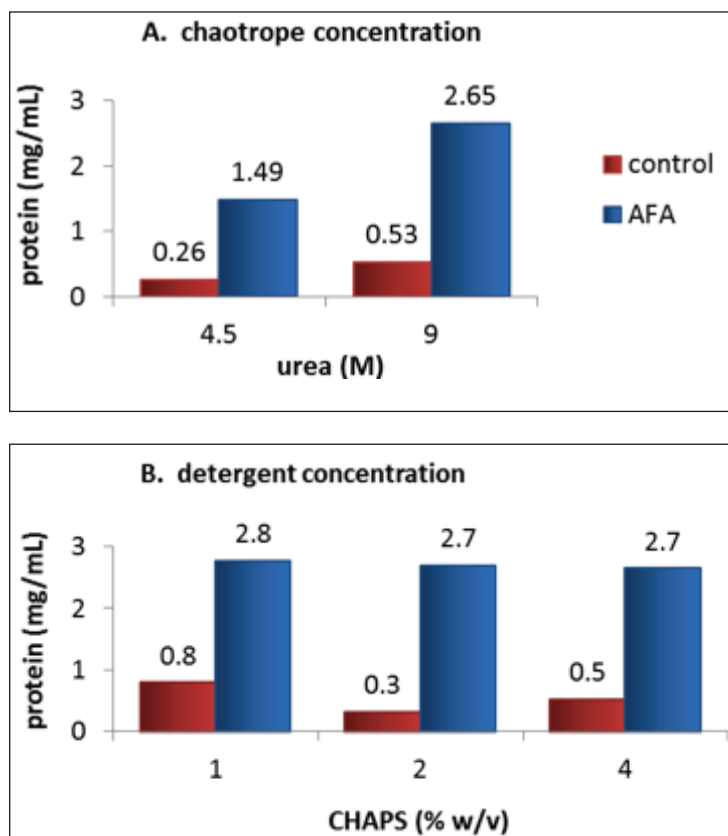 A. chaotrope concentration
protein (mg/mL)
3
2
1
0
0.26
1.49
0.53
2.65
4.5
9
urea (M)
control
AFA
B. detergent concentration
protein (mg/mL)
3
2
1
0
0.8
2.8
0.3
2.7
0.5
2.7
1
2
4
CHAPS (% w/v)